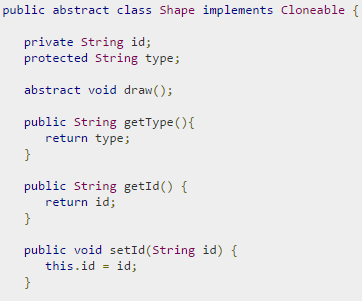 public abstract class Shape implements Cloneable {
private String id;
protected String type;
abstract void draw();
public String getType(){
return type;
}
public String getId() {
return id;
}
public void setId(String id) {
this.id = id;
}